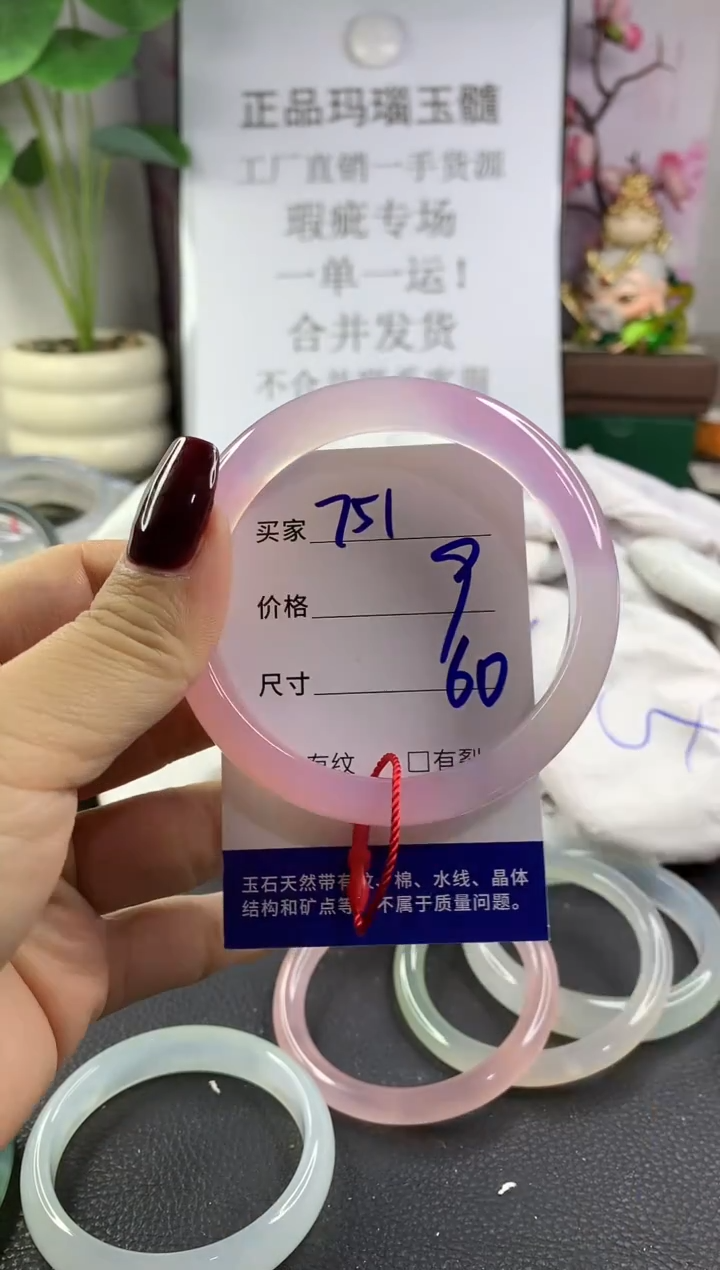 正品玛瑙玉髓
工厂直销一手货源
瑕疵专场
一单一运!
合并发货
买家 751
价格 9
尺寸 60
有纹 □有裂
玉石天然带有纹、棉、水线、晶体
结构和矿点等 不属于质量问题。